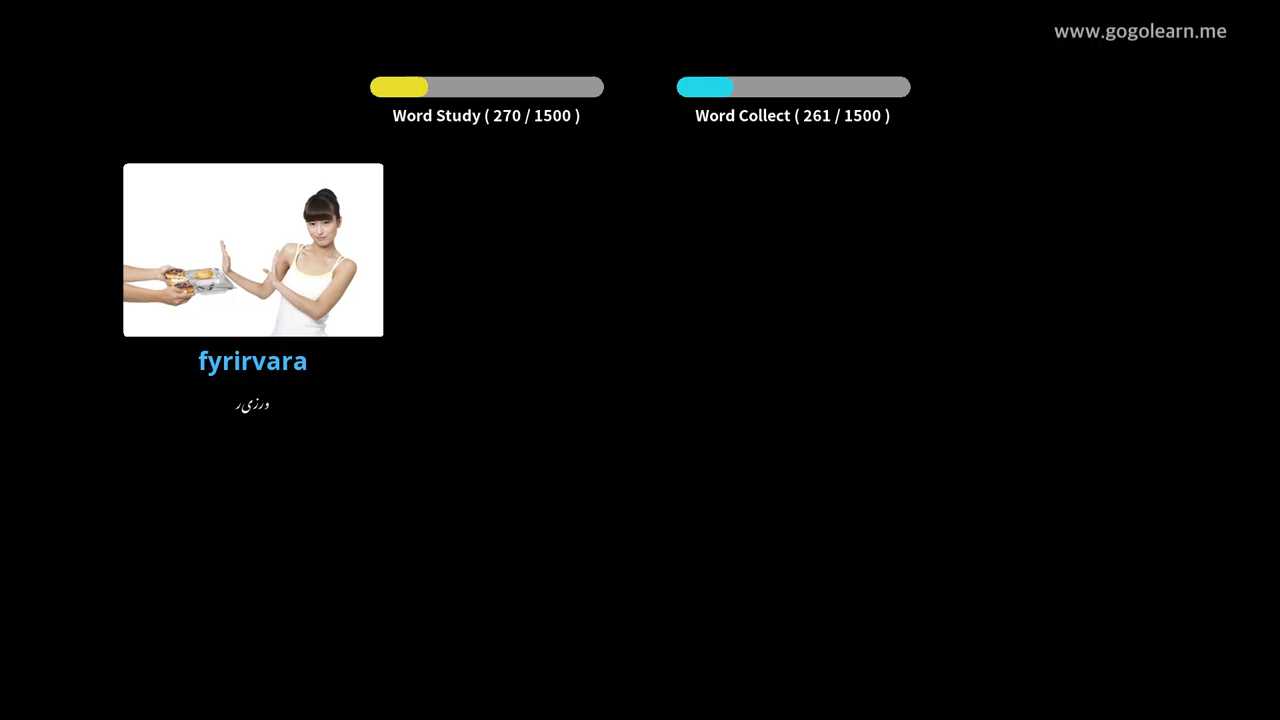 www.gogolearn.me
Word Study ( 270 / 1500 )
Word Collect ( 261 / 1500 )
fyrirvara
ورزی‌ر